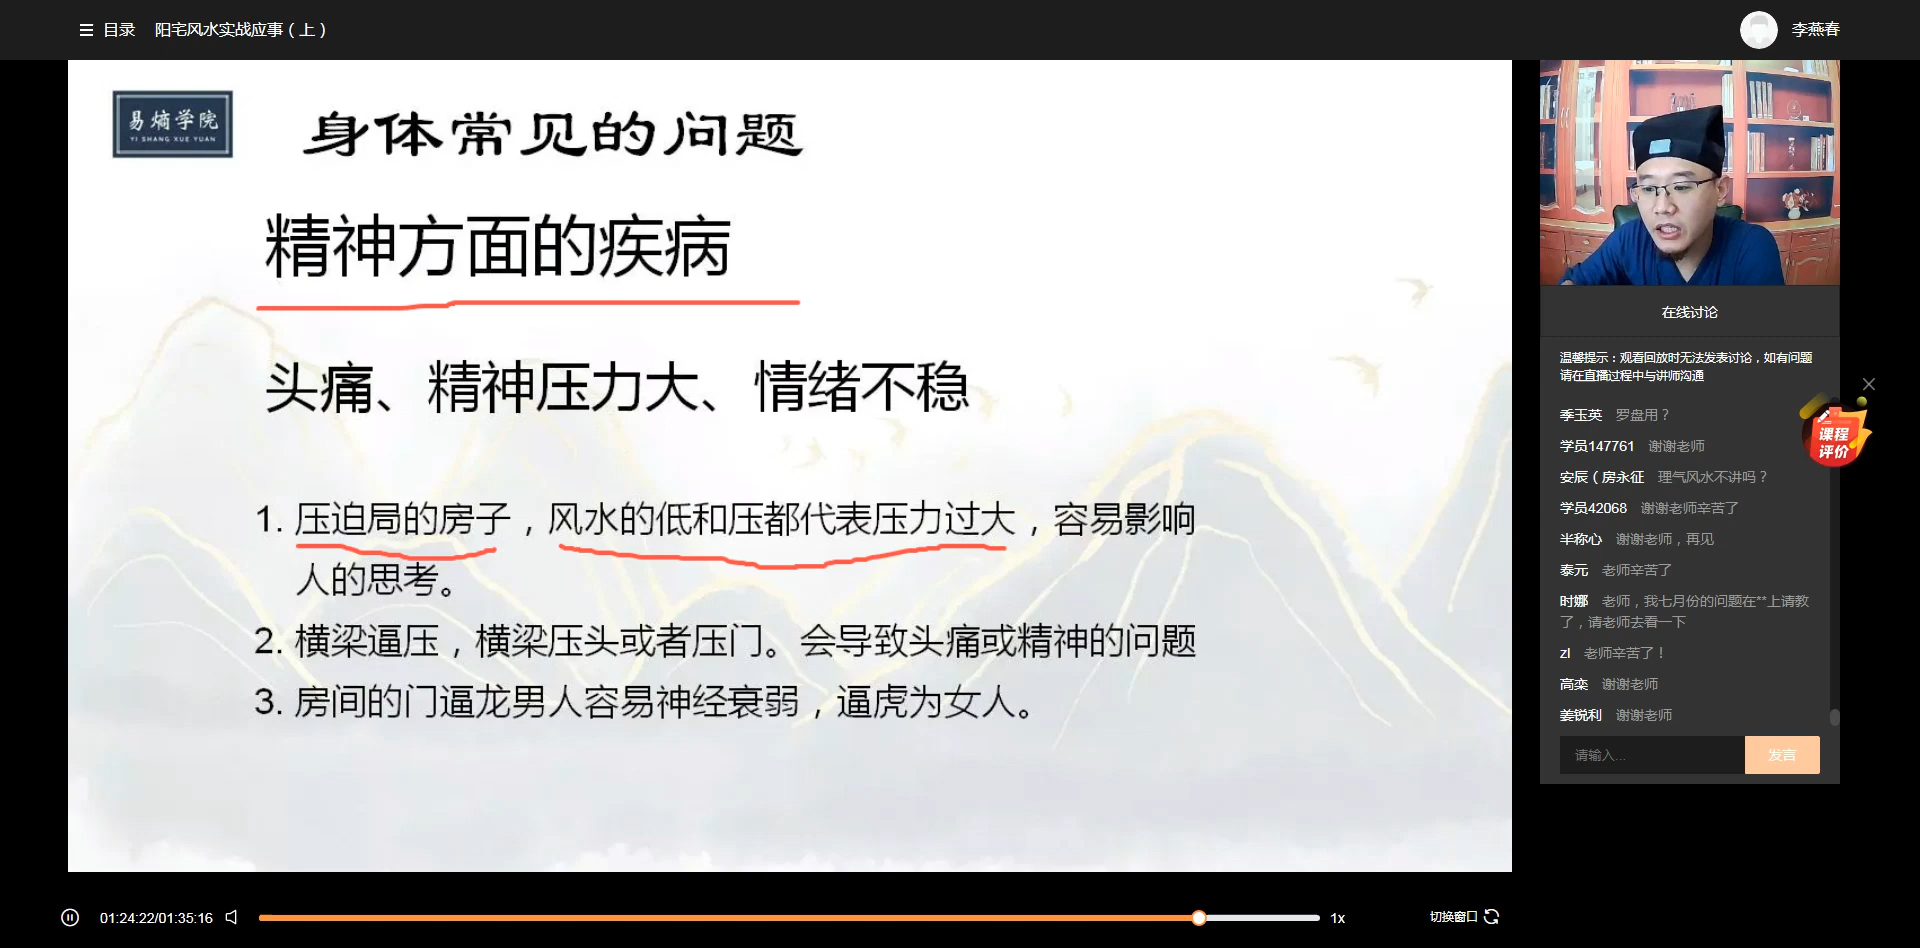 目录 阳宅风水实战应事（上）
李燕春
易熵学院
YI SHANG XUE YUAN
身体常见的问题
精神方面的疾病
头痛、精神压力大、情绪不稳
1. 压迫局的房子，风水的低和压都代表压力过大，容易影响
人的思考。
2. 横梁逼压，横梁压头或者压门。会导致头痛或精神的问题
3. 房间的门逼龙男人容易神经衰弱，逼虎为女人。
在线讨论
温馨提示：观看回放时无法发表讨论，如有问题
请在直播过程中与讲师沟通
季玉英 罗盘用？
学员147761 谢谢老师
安辰（房永征 理气风水不讲吗？
学员42068 谢谢老师辛苦了
半称心 谢谢老师，再见
泰元 老师辛苦了
时娜 老师，我七月份的问题在**上请教
了，请老师去看一下
zl 老师辛苦了！
高栾 谢谢老师
姜锐利 谢谢老师
课程
评价
请输入... 发言
01:24:22/01:35:16 1x 切换窗口